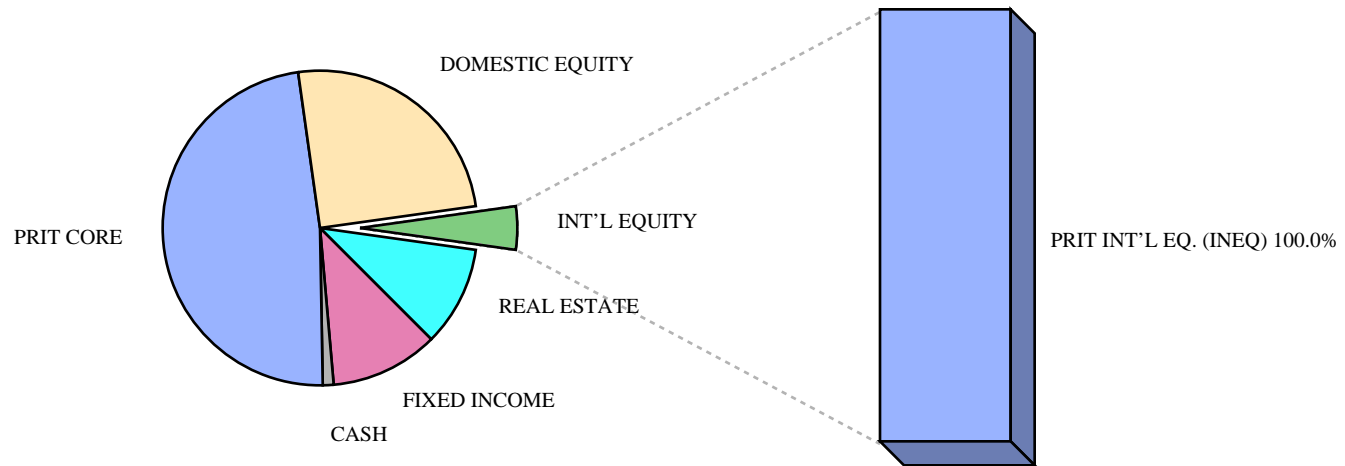 DOMESTIC EQUITY
INT'L EQUITY
PRIT CORE
PRIT INT'L EQ. (INEQ) 100.0%
REAL ESTATE
FIXED INCOME
CASH